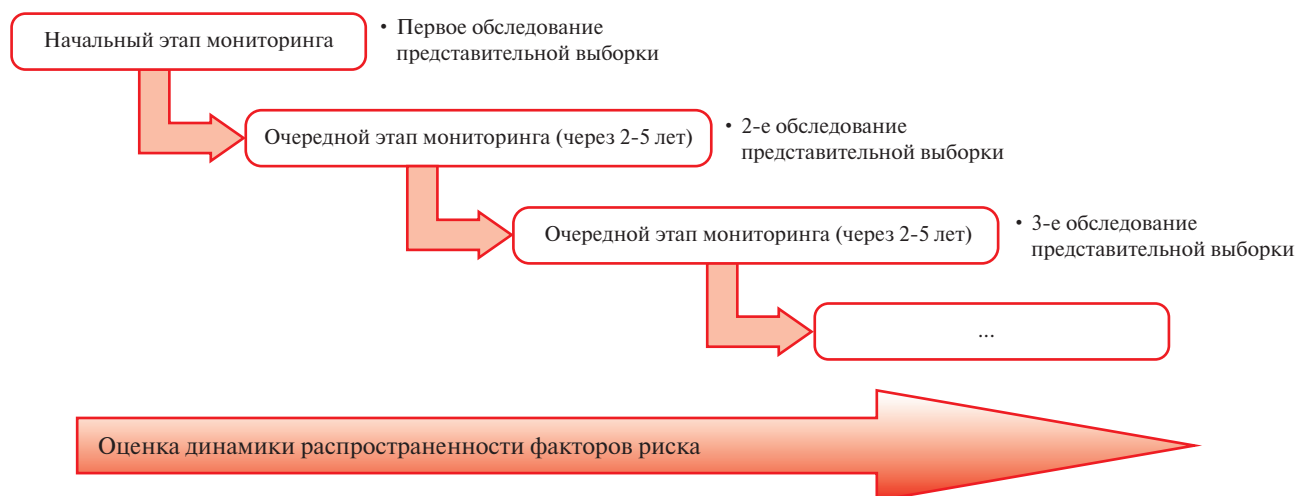 Начальный этап мониторинга
• Первое обследование
представительной выборки
Очередной этап мониторинга (через 2-5 лет)
• 2-е обследование
представительной выборки
Очередной этап мониторинга (через 2-5 лет)
• 3-е обследование
представительной выборки
...
Оценка динамики распространенности факторов риска